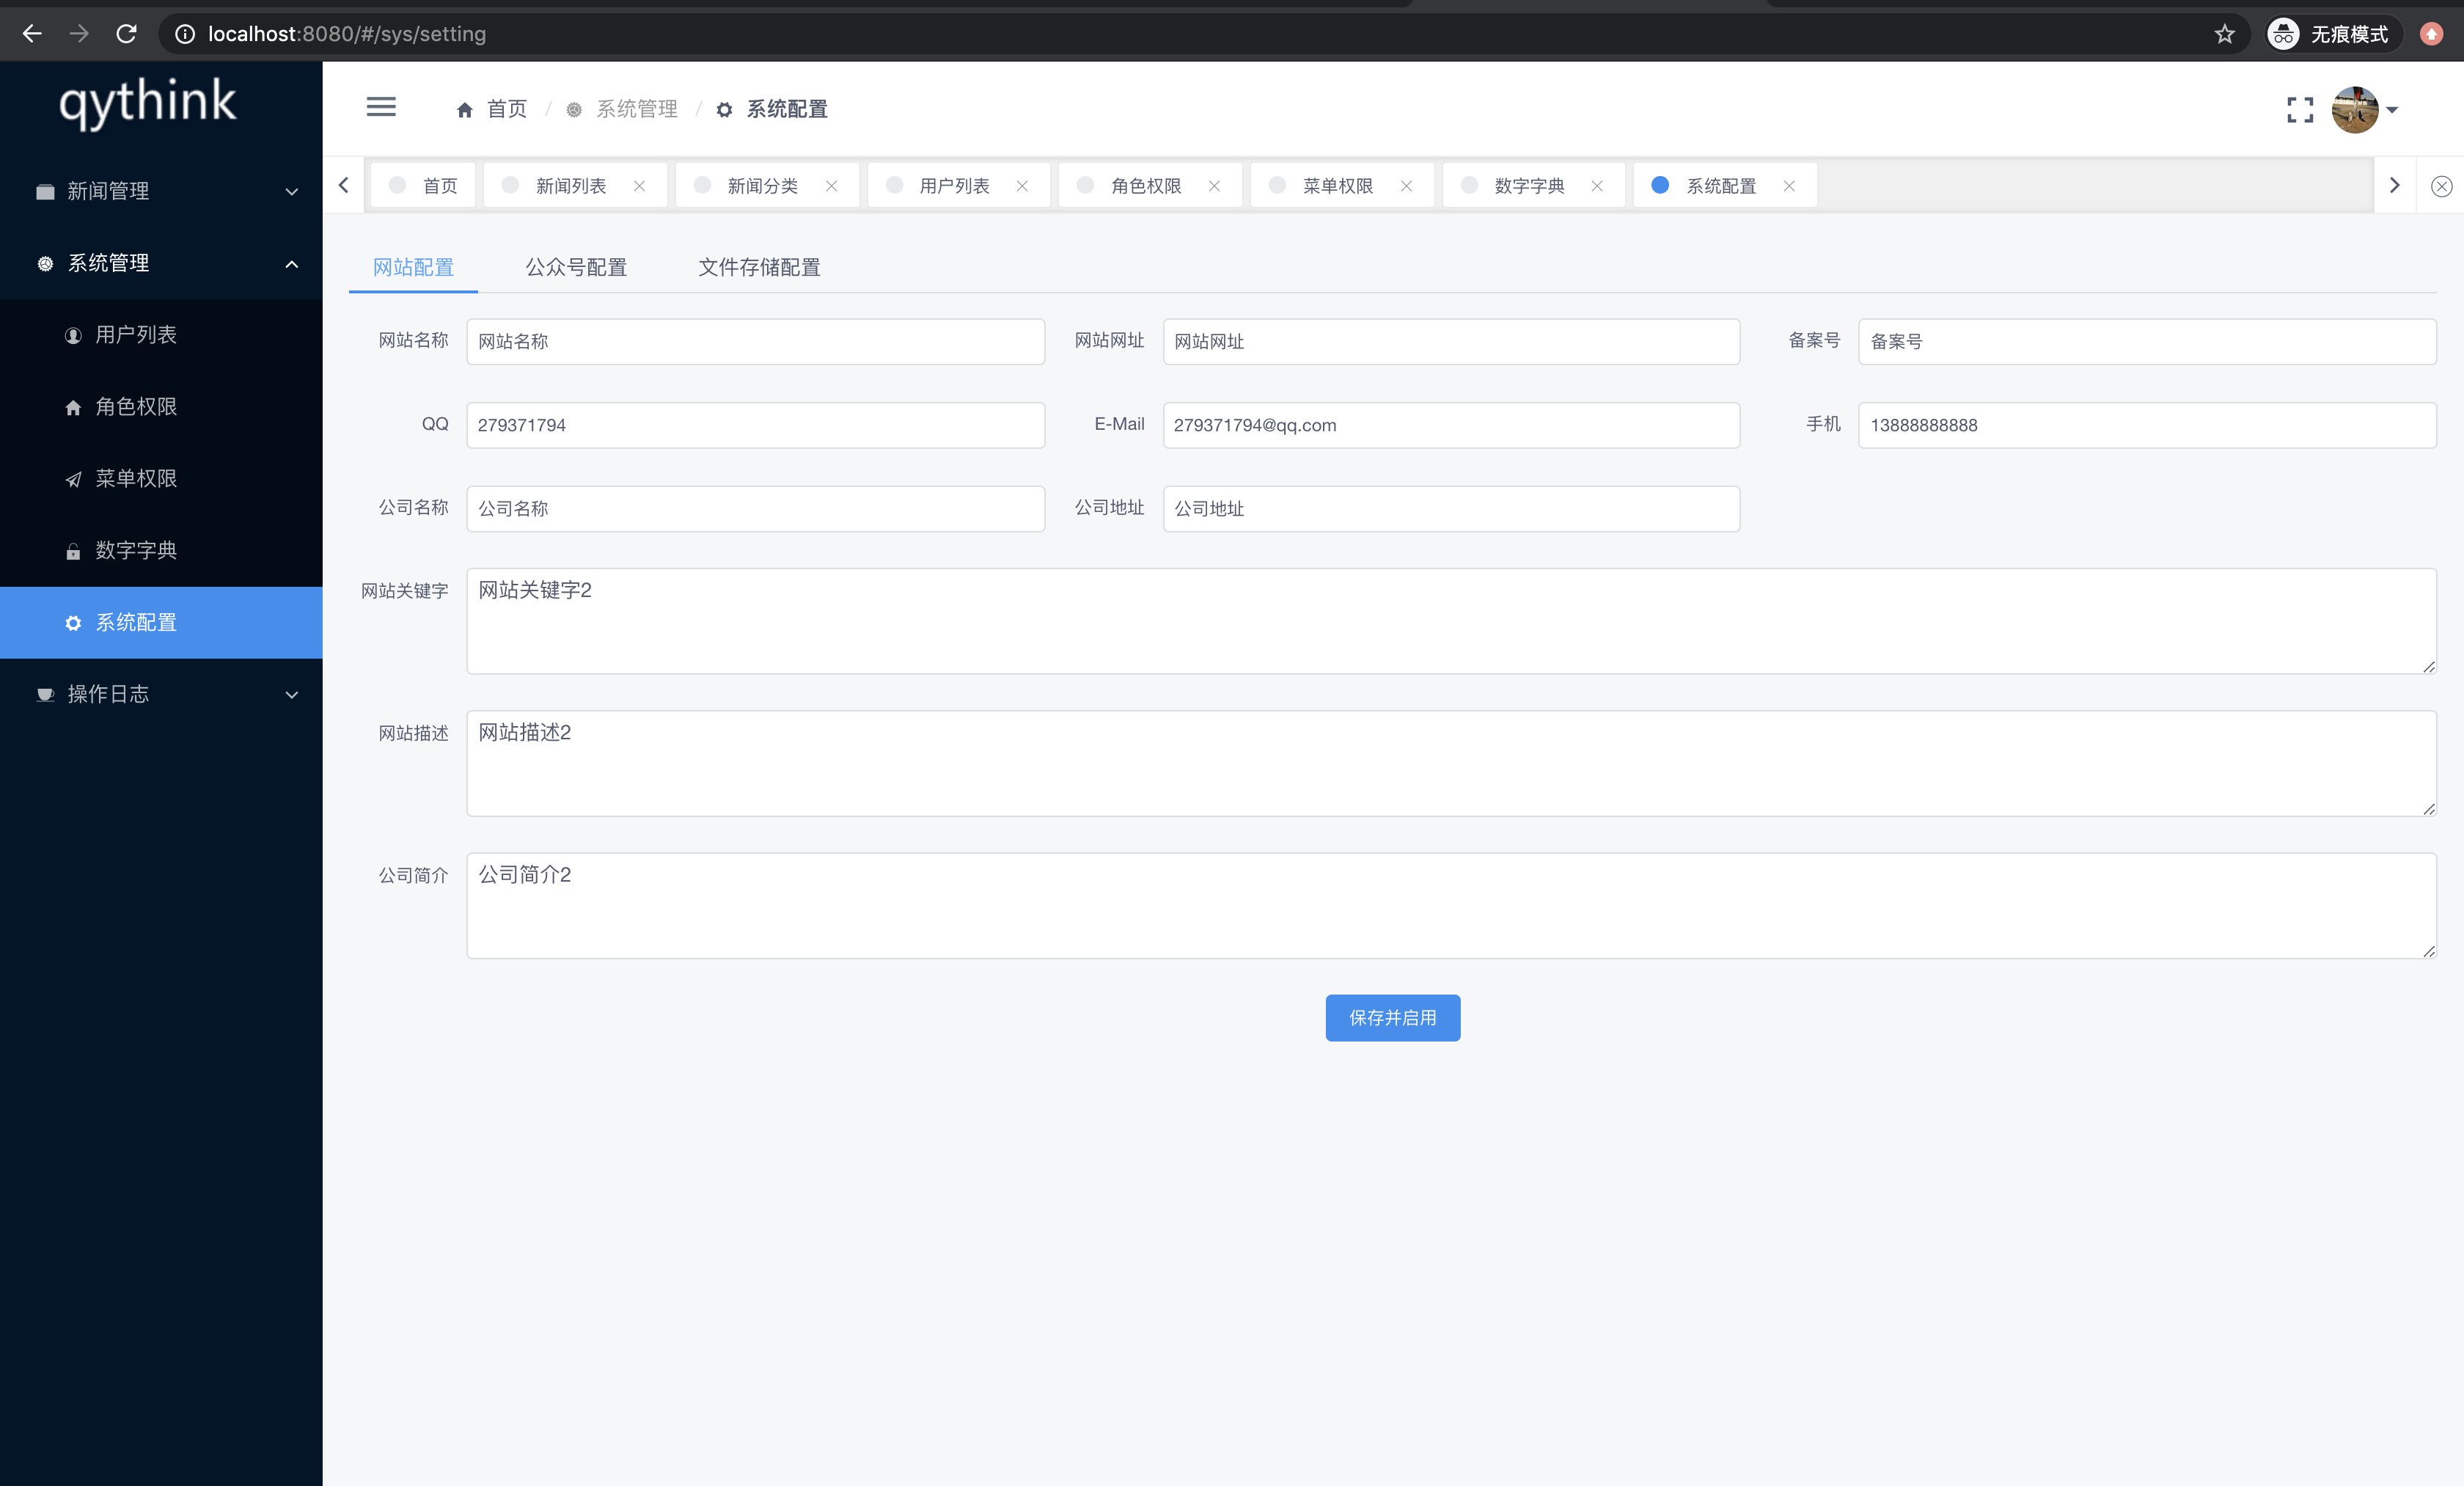 localhost:8080/#/sys/setting
无痕模式
qythink
首页 / 系统管理 / 系统配置
新闻管理
系统管理
用户列表
角色权限
菜单权限
数字字典
系统配置
操作日志
首页 新闻列表 新闻分类 用户列表 角色权限 菜单权限 数字字典 系统配置
网站配置 公众号配置 文件存储配置
网站名称 网站名称 网站网址 网站网址 备案号 备案号
QQ 279371794 E-Mail 279371794@qq.com 手机 13888888888
公司名称 公司名称 公司地址 公司地址
网站关键字 网站关键字2
网站描述 网站描述2
公司简介 公司简介2
保存并启用